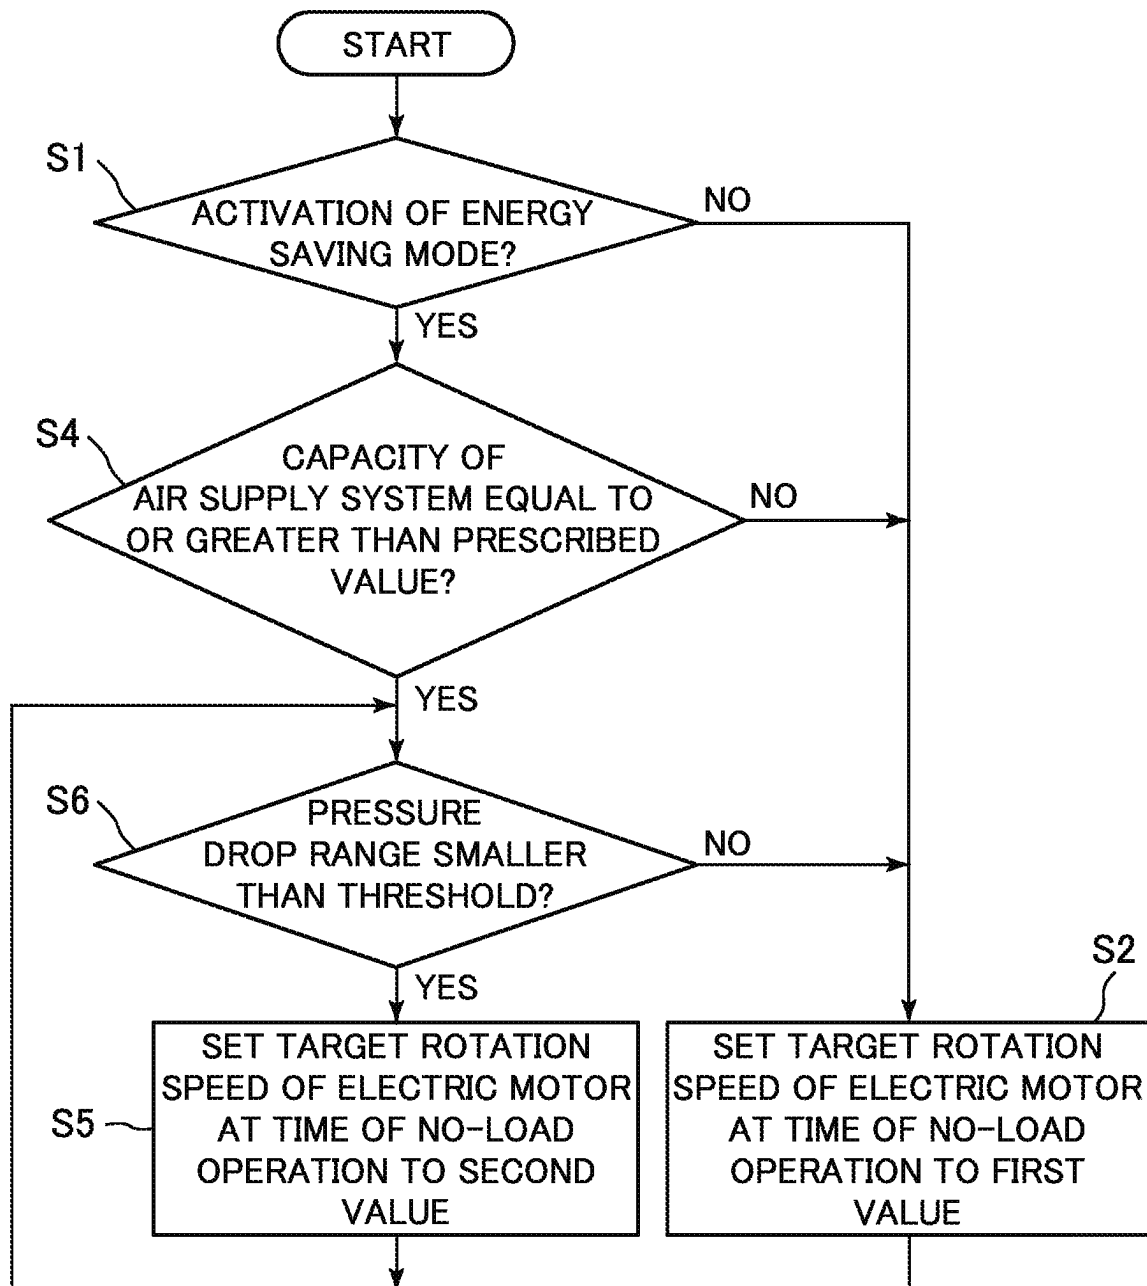 START
S1
ACTIVATION OF ENERGY
SAVING MODE?
NO
YES
S4
CAPACITY OF
AIR SUPPLY SYSTEM EQUAL TO
OR GREATER THAN PRESCRIBED
VALUE?
NO
YES
S6
PRESSURE
DROP RANGE SMALLER
THAN THRESHOLD?
NO
YES
S5
SET TARGET ROTATION
SPEED OF ELECTRIC MOTOR
AT TIME OF NO-LOAD
OPERATION TO SECOND
VALUE
S2
SET TARGET ROTATION
SPEED OF ELECTRIC MOTOR
AT TIME OF NO-LOAD
OPERATION TO FIRST
VALUE